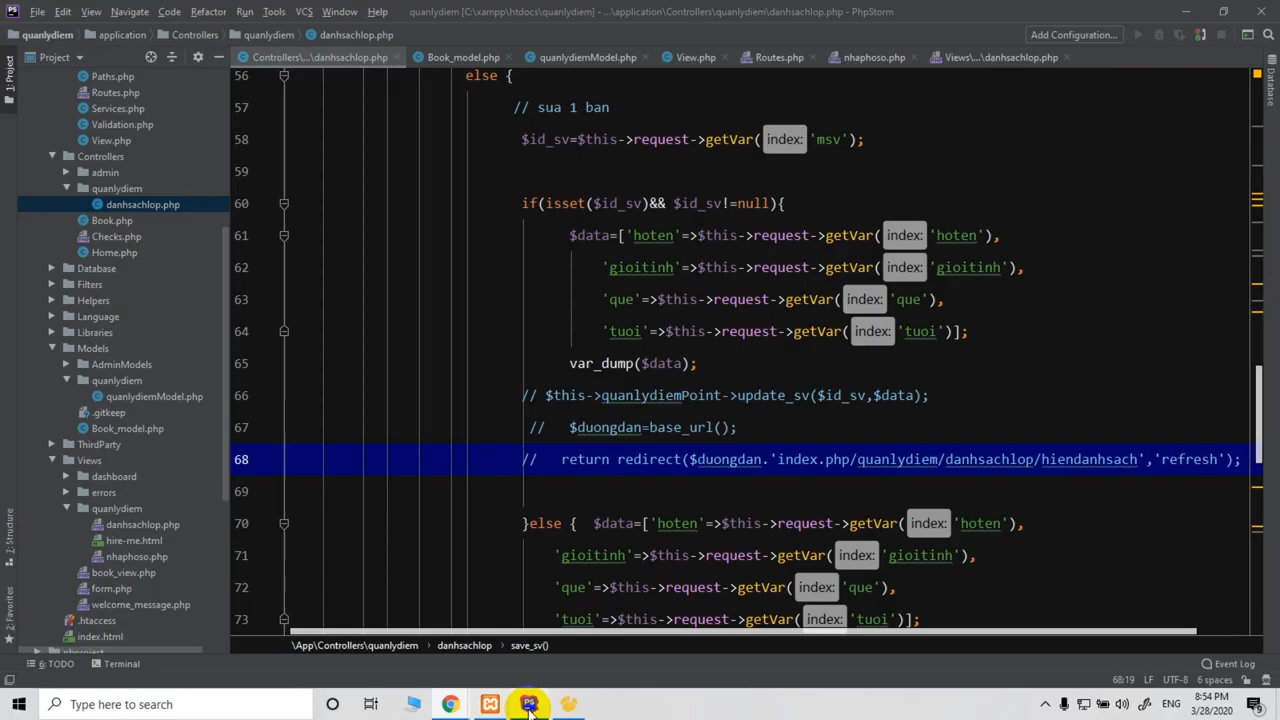 File Edit View Navigate Code Refactor Run Tools VCS Window Help quanlydiem [C:\xampp\htdocs\quanlydiem] - ...\application\Controllers\quanlydiem\danhsachlop.php - PhpStorm
quanlydiem application Controllers quanlydiem danhsachlop.php Add Configuration...
Project Controllers\...\danhsachlop.php Book_model.php quanlydiemModel.php View.php Routes.php nhaphoso.php Views\...\danhsachlop.php
1: Project
Database
7: Structure
2: Favorites
Paths.php
Routes.php
Services.php
Validation.php
View.php
Controllers
admin
quanlydiem
danhsachlop.php
Book.php
Checks.php
Home.php
Database
Filters
Helpers
Language
Libraries
Models
AdminModels
quanlydiem
quanlydiemModel.php
.gitkeep
Book_model.php
ThirdParty
Views
dashboard
errors
quanlydiem
danhsachlop.php
hire-me.html
nhaphoso.php
book_view.php
form.php
welcome_message.php
.htaccess
index.html
56 else {
57 // sua 1 ban
58 $id_sv=$this->request->getVar( index: 'msv');
59
60 if(isset($id_sv)&& $id_sv!=null){
61 $data=['hoten'=>$this->request->getVar( index: 'hoten'),
62 'gioitinh'=>$this->request->getVar( index: 'gioitinh'),
63 'que'=>$this->request->getVar( index: 'que'),
64 'tuoi'=>$this->request->getVar( index: 'tuoi')];
65 var_dump($data);
66 // $this->quanlydiemPoint->update_sv($id_sv,$data);
67 // $duongdan=base_url();
68 // return redirect($duongdan.'index.php/quanlydiem/danhsachlop/hiendanhsach','refresh');
69
70 }else { $data=['hoten'=>$this->request->getVar( index: 'hoten'),
71 'gioitinh'=>$this->request->getVar( index: 'gioitinh'),
72 'que'=>$this->request->getVar( index: 'que'),
73 'tuoi'=>$this->request->getVar( index: 'tuoi')];
\App\Controllers\quanlydiem danhsachlop save_sv()
6: TODO Terminal Event Log
68:19 LF UTF-8 6 spaces
Type here to search
ENG
8:54 PM
3/28/2020
9